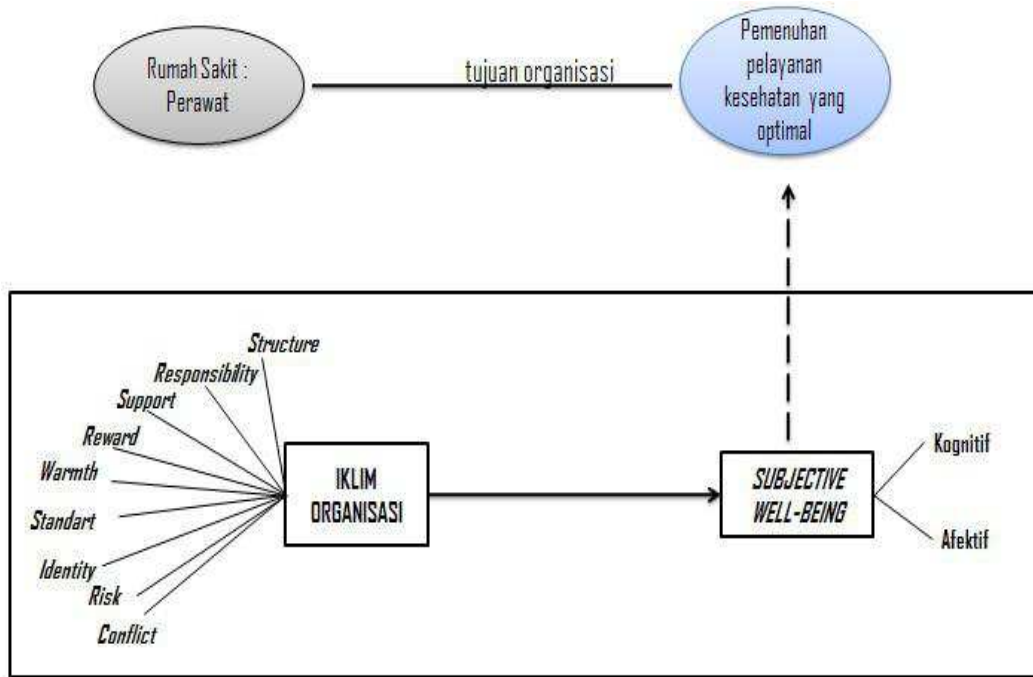 Rumah Sakit :
Perawat
tujuan organisasi
Pemenuhan
pelayanan
kesehatan yang
optimal
Structure
Responsibility
Support
Reward
Warmth
Standart
Identity
Risk
Conflict
IKLIM
ORGANISASI
SUBJECTIVE
WELL-BEING
Kognitif
Afektif